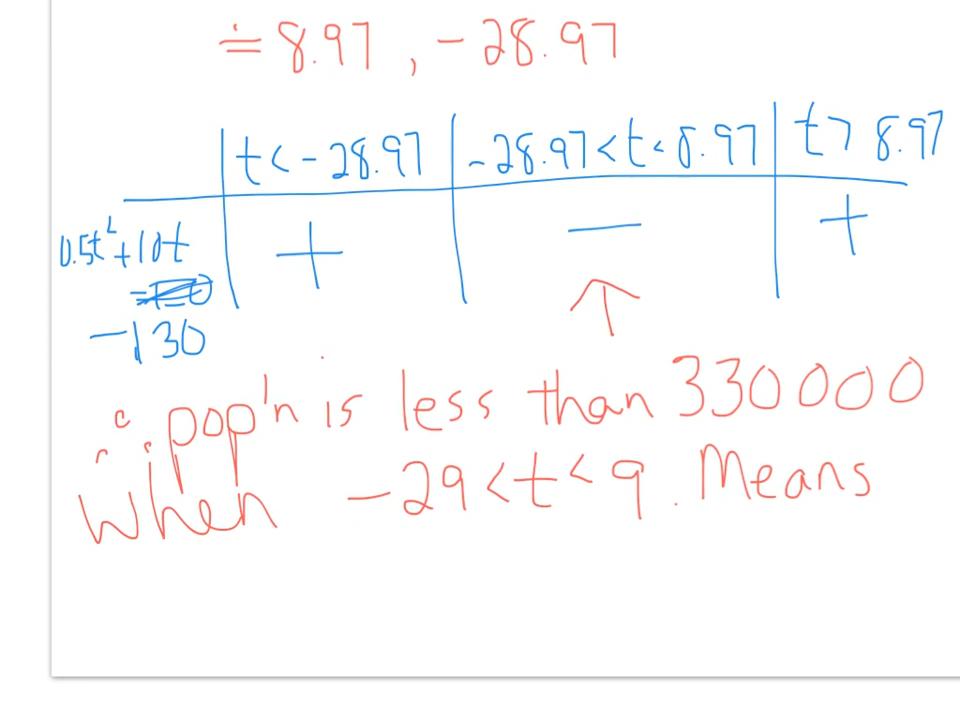 ≐ 8.97, -28.97
t < -28.97 | -28.97 < t < 8.97 | t > 8.97
0.5t² + 10t | + | − | +
-130
∴ pop'n is less than 330000
when -29 < t < 9. Means